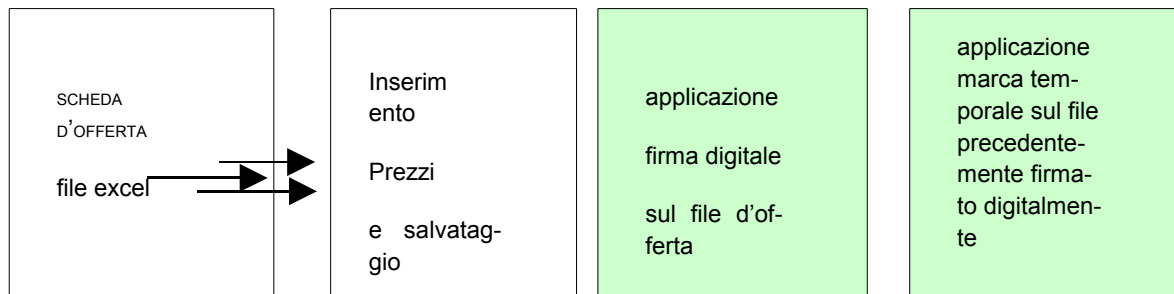 SCHEDA
D'OFFERTA
file excel
Inserim
ento
Prezzi
e salvatag-
gio
applicazione
firma digitale
sul file d'of-
ferta
applicazione
marca tem-
porale sul file
precedente-
mente firma-
to digitalmen-
te